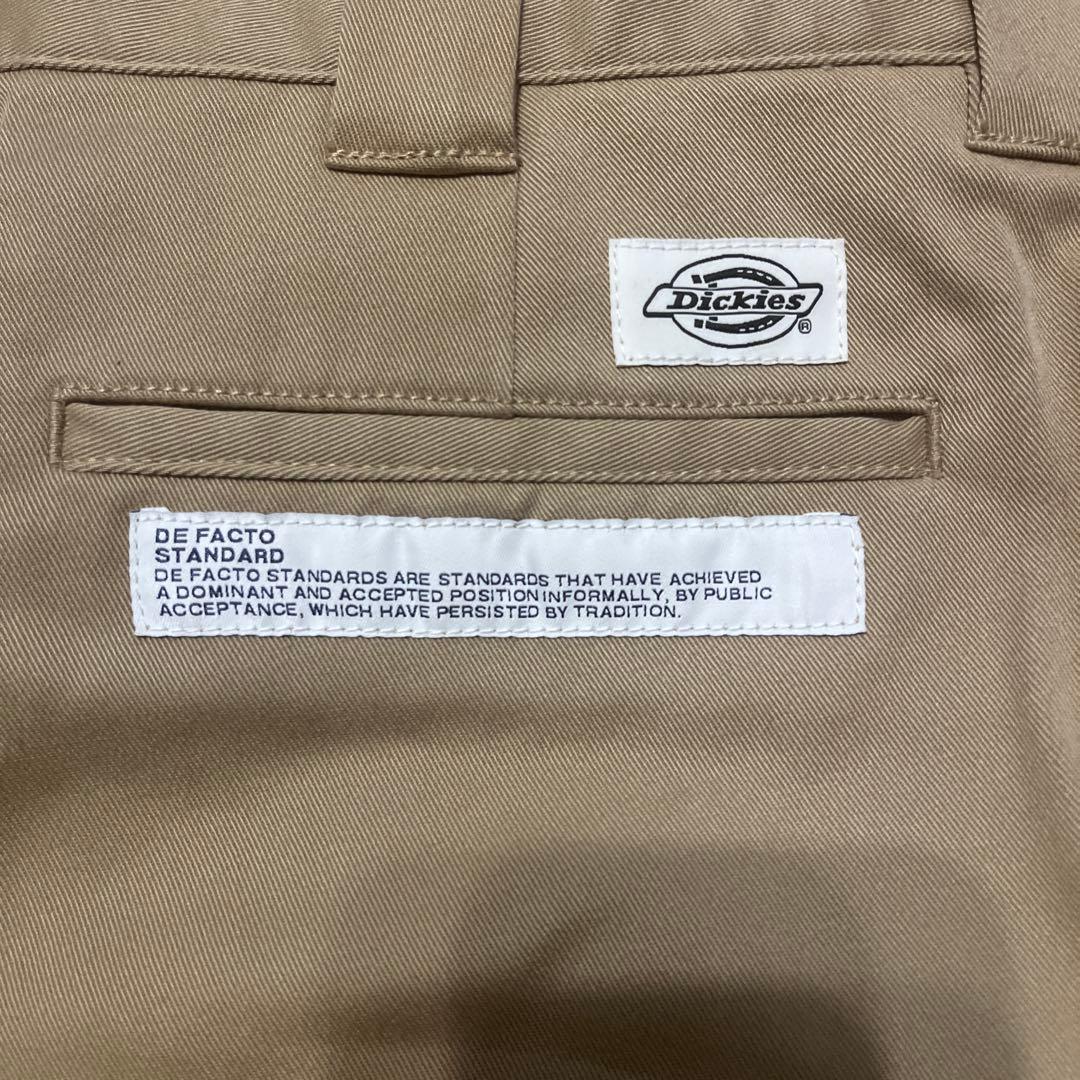 Dickies
®
DE FACTO
STANDARD
DE FACTO STANDARDS ARE STANDARDS THAT HAVE ACHIEVED
A DOMINANT AND ACCEPTED POSITION INFORMALLY, BY PUBLIC
ACCEPTANCE, WHICH HAVE PERSISTED BY TRADITION.